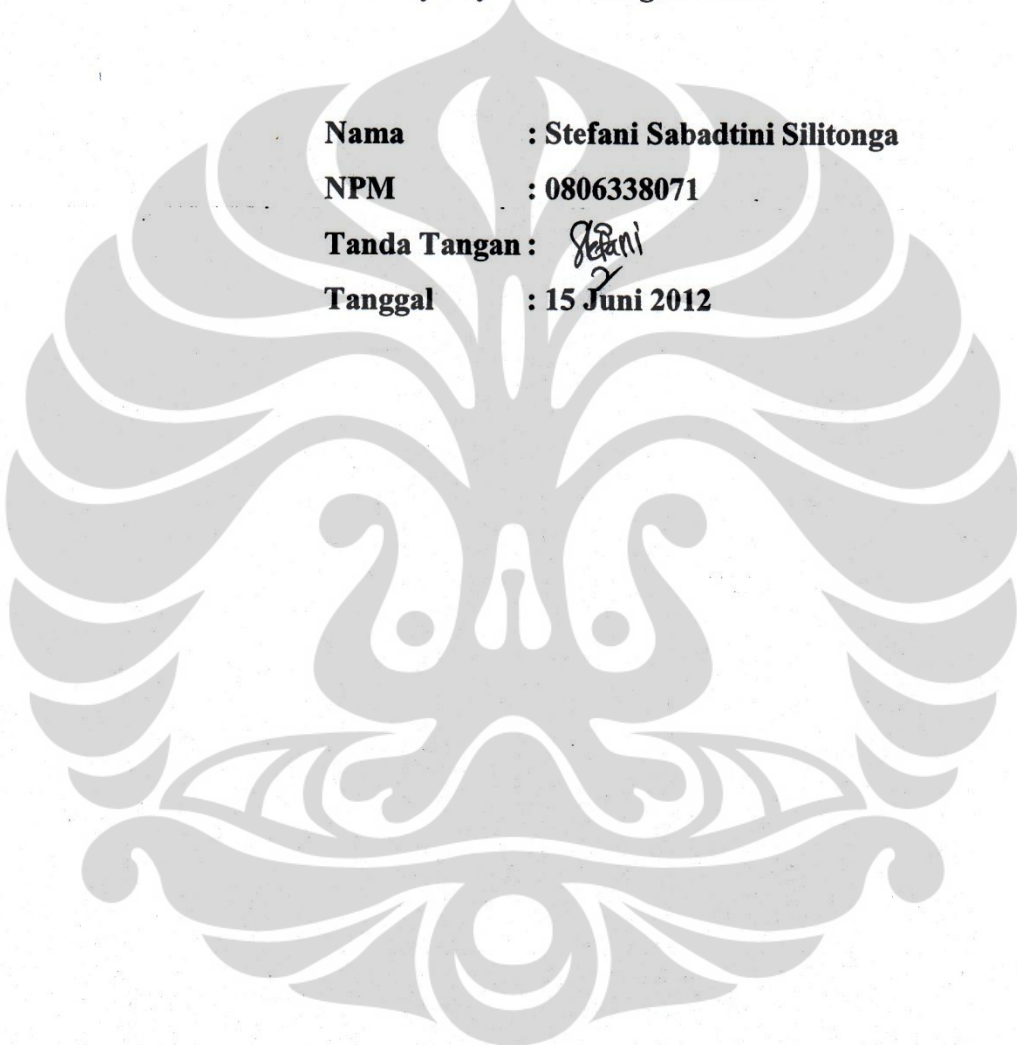 Nama : Stefani Sabadtini Silitonga
NPM : 0806338071
Tanda Tangan : Stefani
Tanggal : 15 Juni 2012